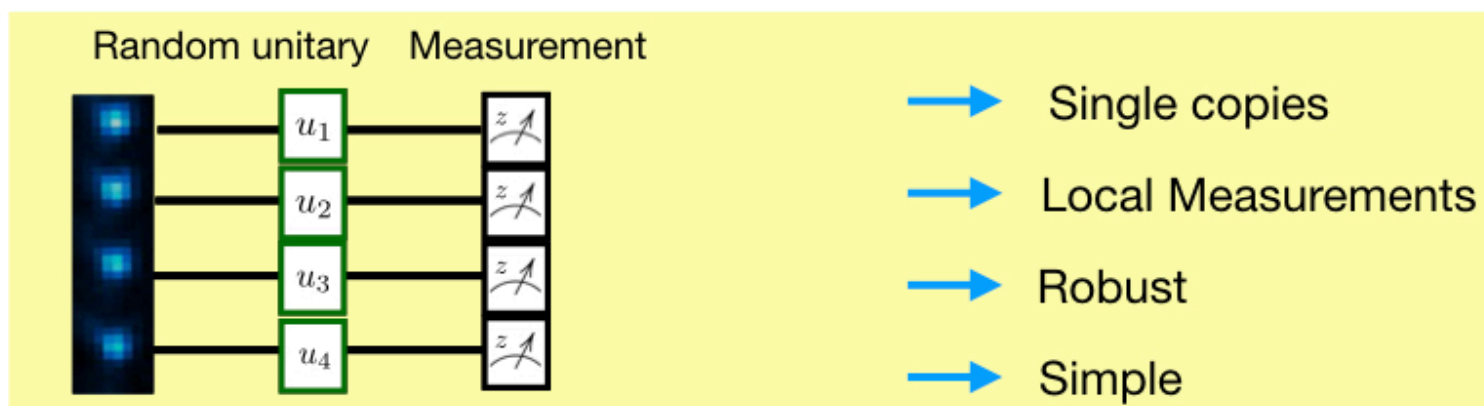 Random unitary Measurement
u₁ z
u₂ z
u₃ z
u₄ z
Single copies
Local Measurements
Robust
Simple